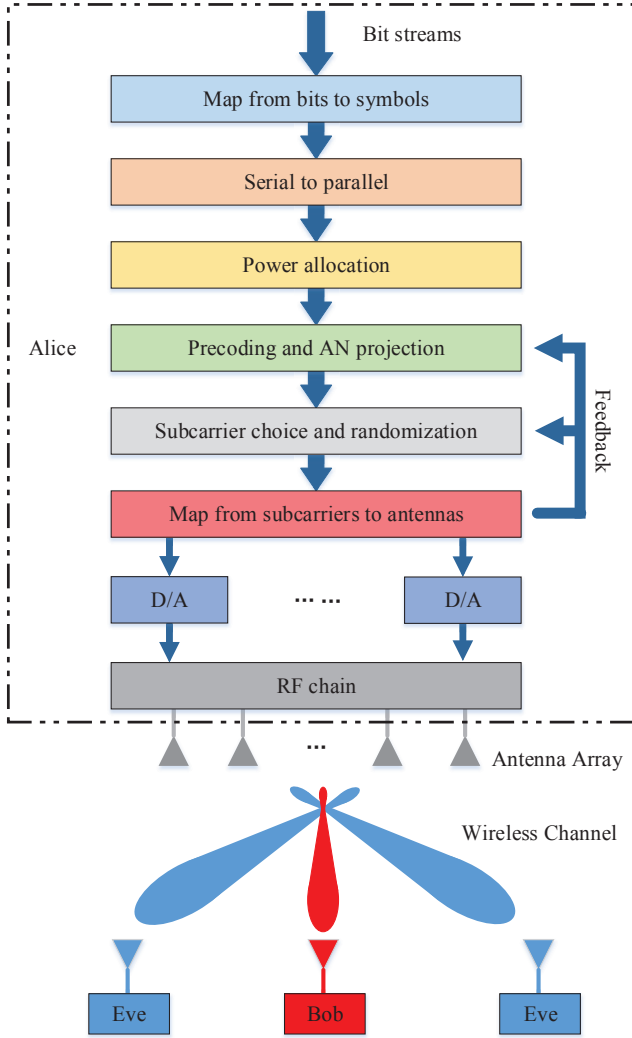 Bit streams
Map from bits to symbols
Serial to parallel
Power allocation
Alice
Precoding and AN projection
Subcarrier choice and randomization
Feedback
Map from subcarriers to antennas
D/A
... ...
D/A
RF chain
...
Antenna Array
Wireless Channel
Eve
Bob
Eve